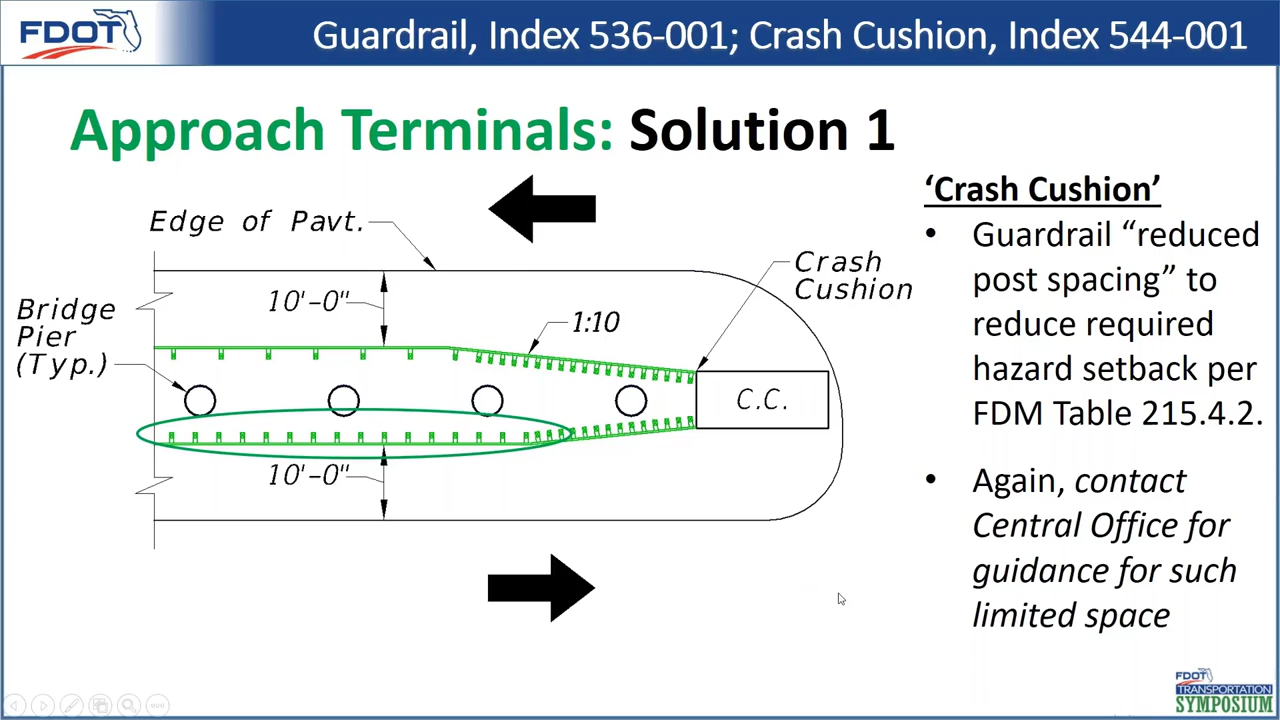 FDOT
Guardrail, Index 536-001; Crash Cushion, Index 544-001
Approach Terminals: Solution 1
Edge of Pavt.
Bridge
Pier
(Typ.)
10'-0"
1:10
Crash
Cushion
C.C.
10'-0"
‘Crash Cushion’
• Guardrail “reduced
post spacing” to
reduce required
hazard setback per
FDM Table 215.4.2.
• Again, contact
Central Office for
guidance for such
limited space
FDOT
TRANSPORTATION
SYMPOSIUM